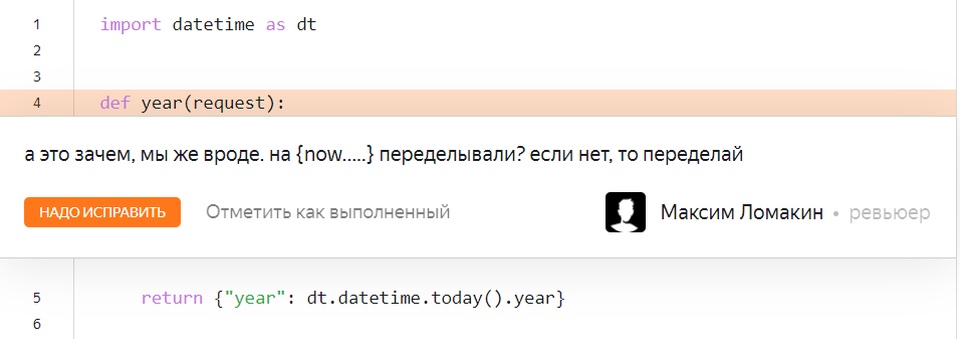 1 import datetime as dt
2
3
4 def year(request):
а это зачем, мы же вроде. на {now.....} переделывали? если нет, то переделай
НАДО ИСПРАВИТЬ Отметить как выполненный Максим Ломакин • ревьюер
5 return {"year": dt.datetime.today().year}
6